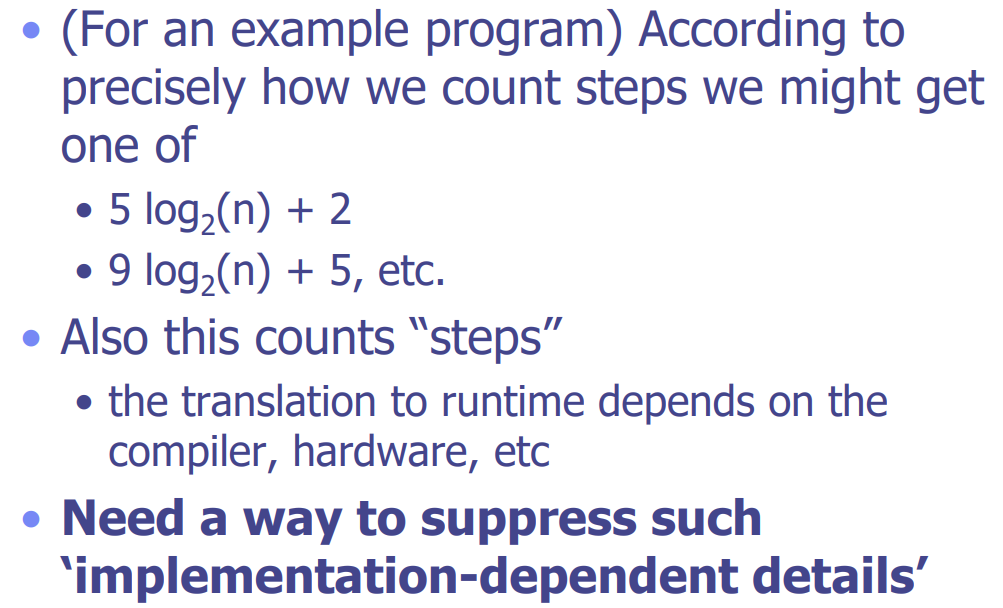 • (For an example program) According to
precisely how we count steps we might get
one of
• 5 log₂(n) + 2
• 9 log₂(n) + 5, etc.
• Also this counts “steps”
• the translation to runtime depends on the
compiler, hardware, etc
• Need a way to suppress such
‘implementation-dependent details’